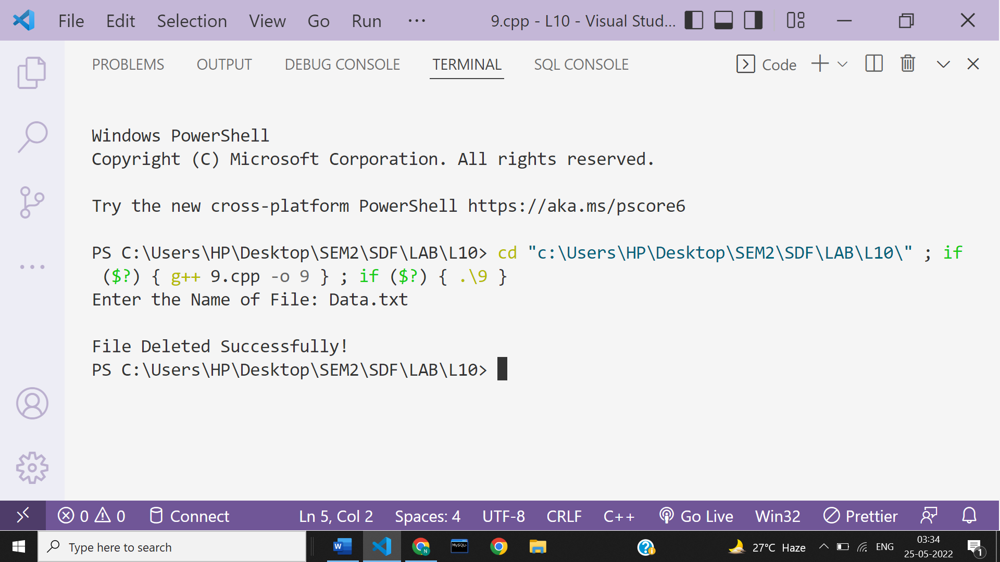 File Edit Selection View Go Run ··· 9.cpp - L10 - Visual Stud...
PROBLEMS OUTPUT DEBUG CONSOLE TERMINAL SQL CONSOLE Code
Windows PowerShell
Copyright (C) Microsoft Corporation. All rights reserved.
Try the new cross-platform PowerShell https://aka.ms/pscore6
PS C:\Users\HP\Desktop\SEM2\SDF\LAB\L10> cd "c:\Users\HP\Desktop\SEM2\SDF\LAB\L10\" ; if
($?) { g++ 9.cpp -o 9 } ; if ($?) { .\9 }
Enter the Name of File: Data.txt
File Deleted Successfully!
PS C:\Users\HP\Desktop\SEM2\SDF\LAB\L10>
0 0 Connect Ln 5, Col 2 Spaces: 4 UTF-8 CRLF C++ Go Live Win32 Prettier
Type here to search W MySQL N 27°C Haze ENG 03:34
25-05-2022 1